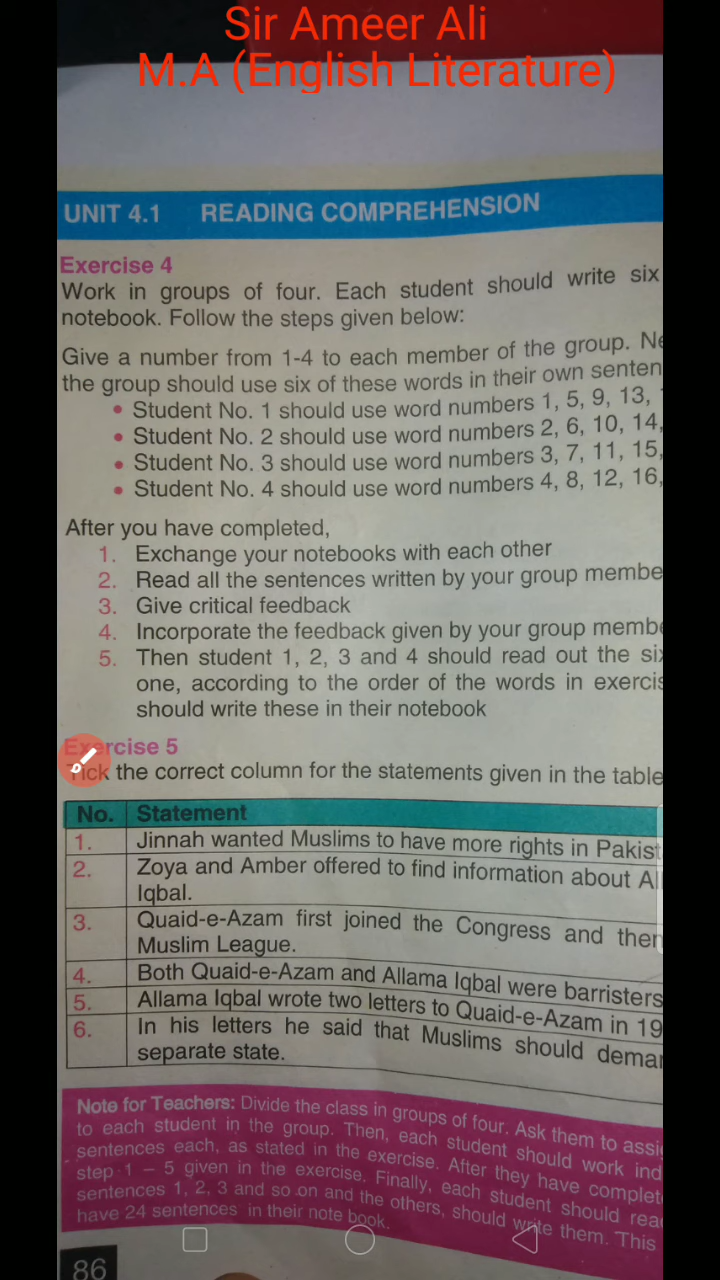 Sir Ameer Ali
M.A (English Literature)
UNIT 4.1 READING COMPREHENSION
Exercise 4
Work in groups of four. Each student should write six
notebook. Follow the steps given below:
Give a number from 1-4 to each member of the group.
the group should use six of these words in their own
• Student No. 1 should use word numbers 1, 5, 9, 13,
• Student No. 2 should use word numbers 2, 6, 10, 14,
• Student No. 3 should use word numbers 3, 7, 11, 15,
• Student No. 4 should use word numbers 4, 8, 12, 16,
After you have completed,
1. Exchange your notebooks with each other
2. Read all the sentences written by your group
3. Give critical feedback
4. Incorporate the feedback given by your group
5. Then student 1, 2, 3 and 4 should read out the
one, according to the order of the words in
should write these in their notebook
Exercise 5
Tick the correct column for the statements given in the table
No. Statement
1. Jinnah wanted Muslims to have more rights in
2. Zoya and Amber offered to find information about
Iqbal.
3. Quaid-e-Azam first joined the Congress and
Muslim League.
4. Both Quaid-e-Azam and Allama Iqbal were barristers
5. Allama Iqbal wrote two letters to Quaid-e-Azam in 19
6. In his letters he said that Muslims should
separate state.
Note for Teachers: Divide the class in groups of four. Ask them to
to each student in the group. Then, each student should work
sentences each, as stated in the exercise. After they have
step 1 – 5 given in the exercise. Finally, each student should
sentences 1, 2, 3 and so on and the others, should write them. This
have 24 sentences in their note book.
86